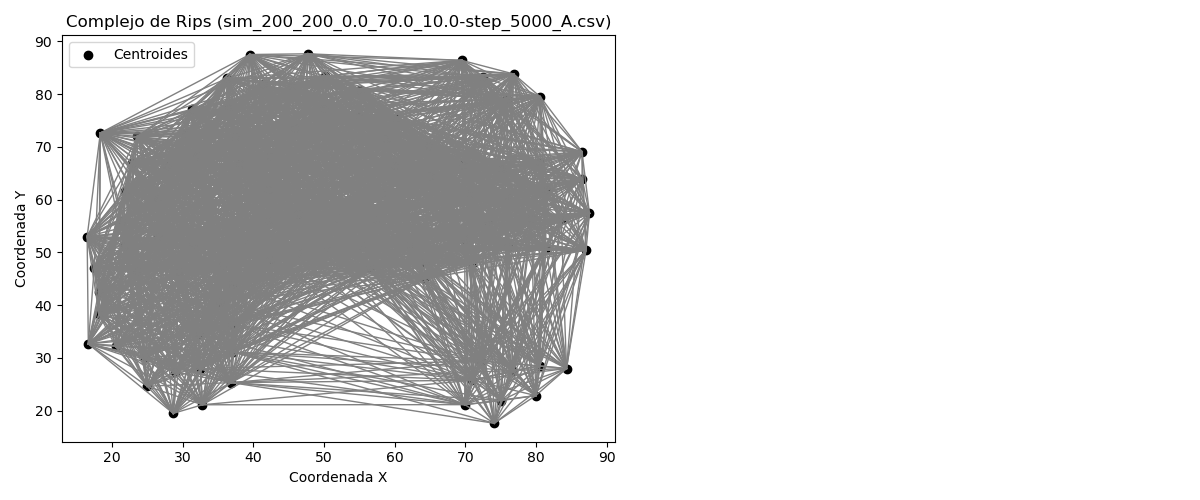 Complejo de Rips (sim_200_200_0.0_70.0_10.0-step_5000_A.csv)
Centroides
90
80
70
60
50
40
30
20
Coordenada Y
20 30 40 50 60 70 80 90
Coordenada X